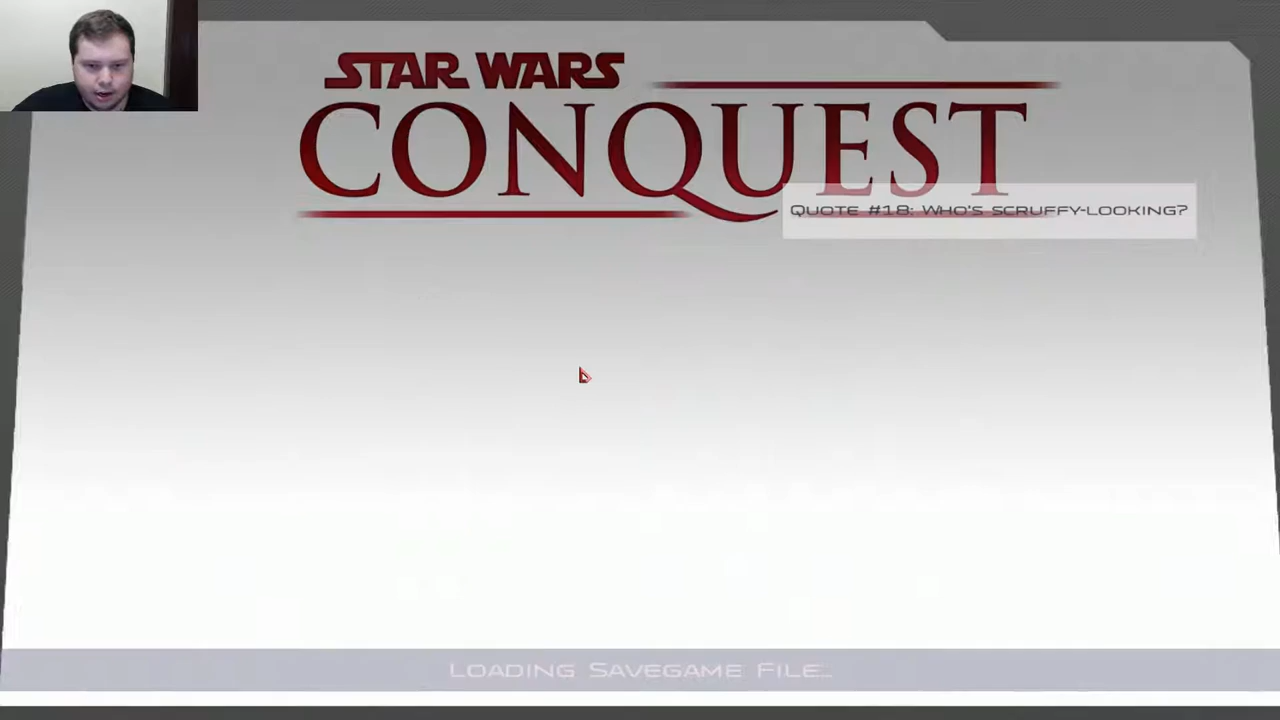 STAR WARS
CONQUEST
QUOTE #18: WHO'S SCRUFFY-LOOKING?
LOADING SAVEGAME FILE...